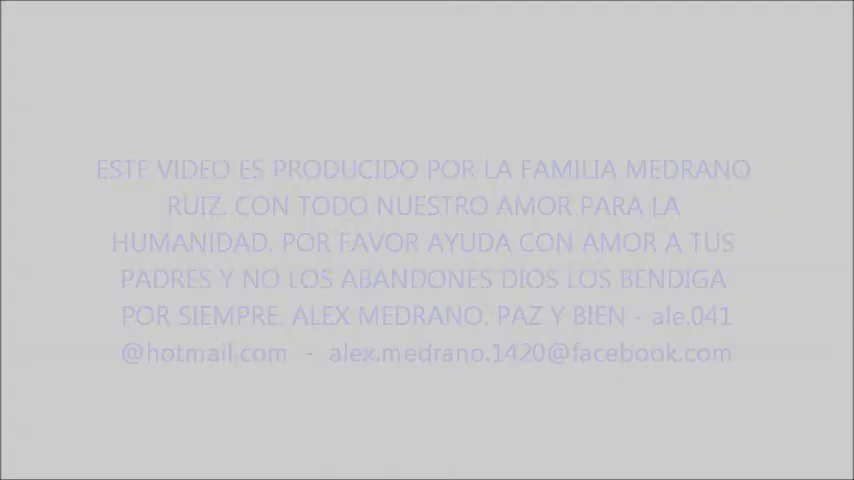 ESTE VIDEO ES PRODUCIDO POR LA FAMILIA MEDRANO
RUIZ. CON TODO NUESTRO AMOR PARA LA
HUMANIDAD. POR FAVOR AYUDA CON AMOR A TUS
PADRES Y NO LOS ABANDONES DIOS LOS BENDIGA
POR SIEMPRE. ALEX MEDRANO. PAZ Y BIEN - ale.041
@hotmail.com - alex.medrano.1420@facebook.com